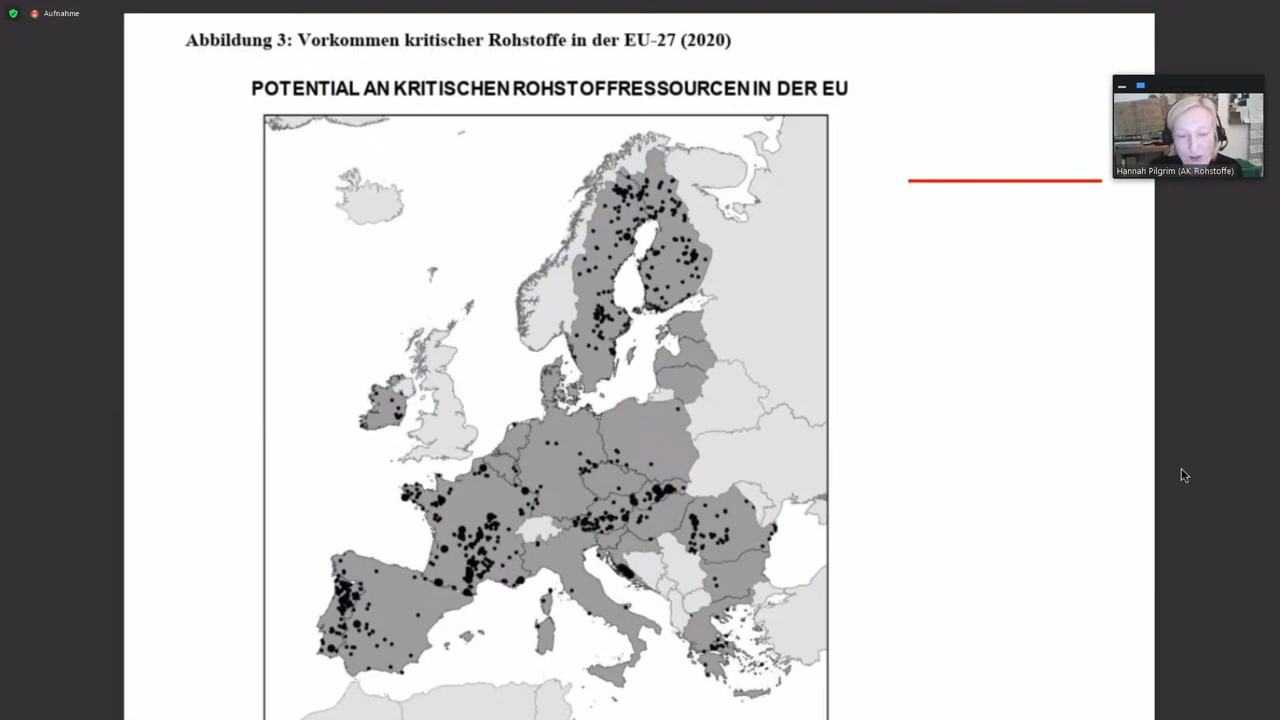 Aufnahme
Abbildung 3: Vorkommen kritischer Rohstoffe in der EU-27 (2020)
POTENTIAL AN KRITISCHEN ROHSTOFFRESSOURCEN IN DER EU
Hannah Pilgrim (AK Rohstoffe)